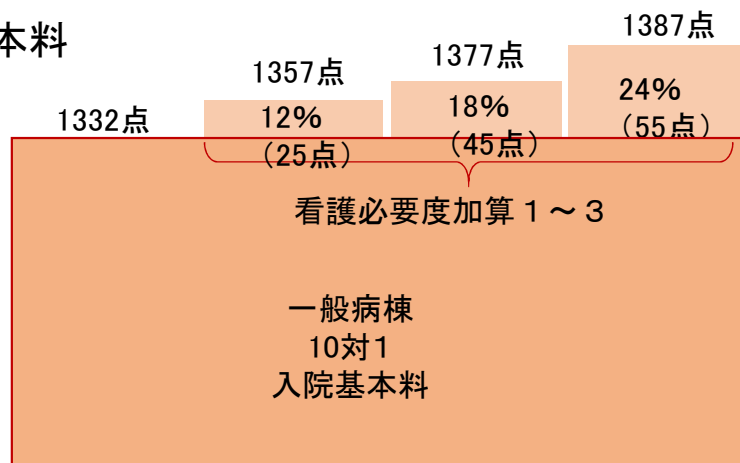 本料
1387点
1377点
1357点
1332点
24%
(55点)
18%
(45点)
12%
(25点)
看護必要度加算１～３
一般病棟
10対１
入院基本料